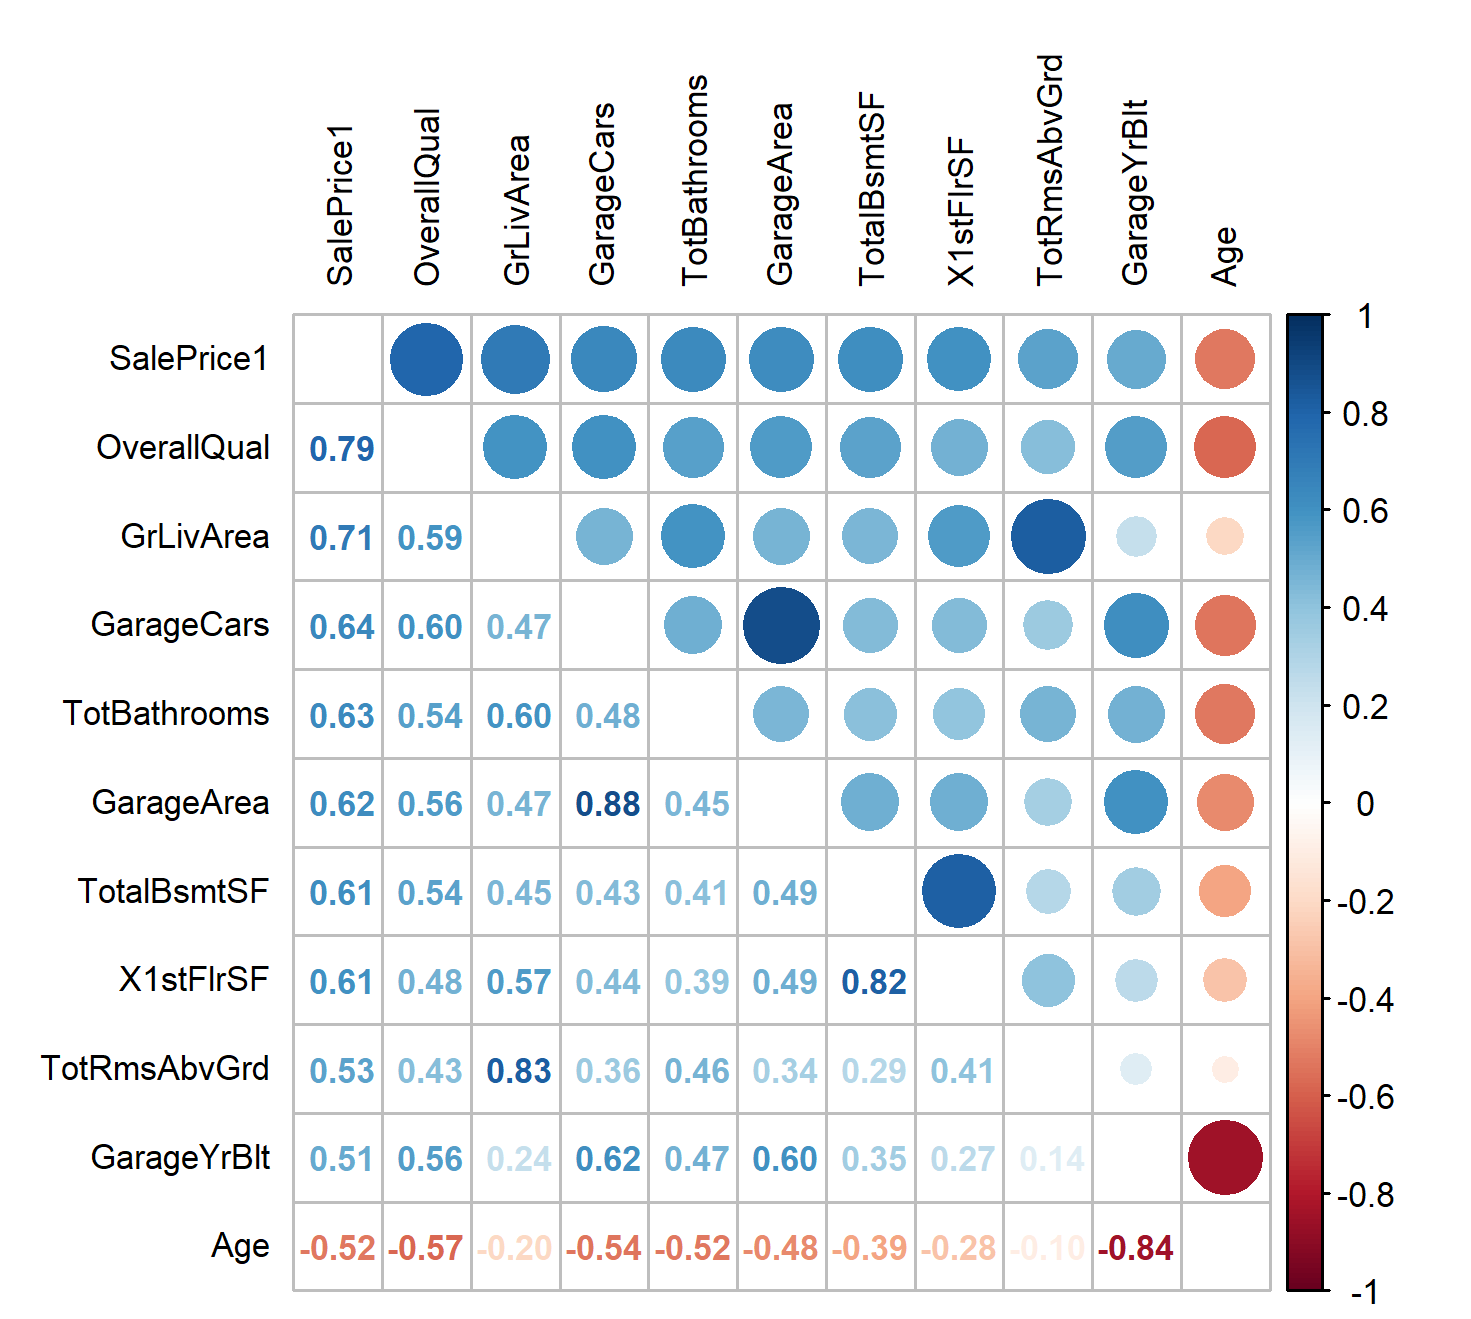 SalePrice1 OverallQual GrLivArea GarageCars TotBathrooms GarageArea TotalBsmtSF X1stFlrSF TotRmsAbvGrd GarageYrBlt Age
SalePrice1
OverallQual 0.79
GrLivArea 0.71 0.59
GarageCars 0.64 0.60 0.47
TotBathrooms 0.63 0.54 0.60 0.48
GarageArea 0.62 0.56 0.47 0.88 0.45
TotalBsmtSF 0.61 0.54 0.45 0.43 0.41 0.49
X1stFlrSF 0.61 0.48 0.57 0.44 0.39 0.49 0.82
TotRmsAbvGrd 0.53 0.43 0.83 0.36 0.46 0.34 0.29 0.41
GarageYrBlt 0.51 0.56 0.24 0.62 0.47 0.60 0.35 0.27 0.14
Age -0.52 -0.57 -0.20 -0.54 -0.52 -0.48 -0.39 -0.28 -0.10 -0.84
1
0.8
0.6
0.4
0.2
0
-0.2
-0.4
-0.6
-0.8
-1